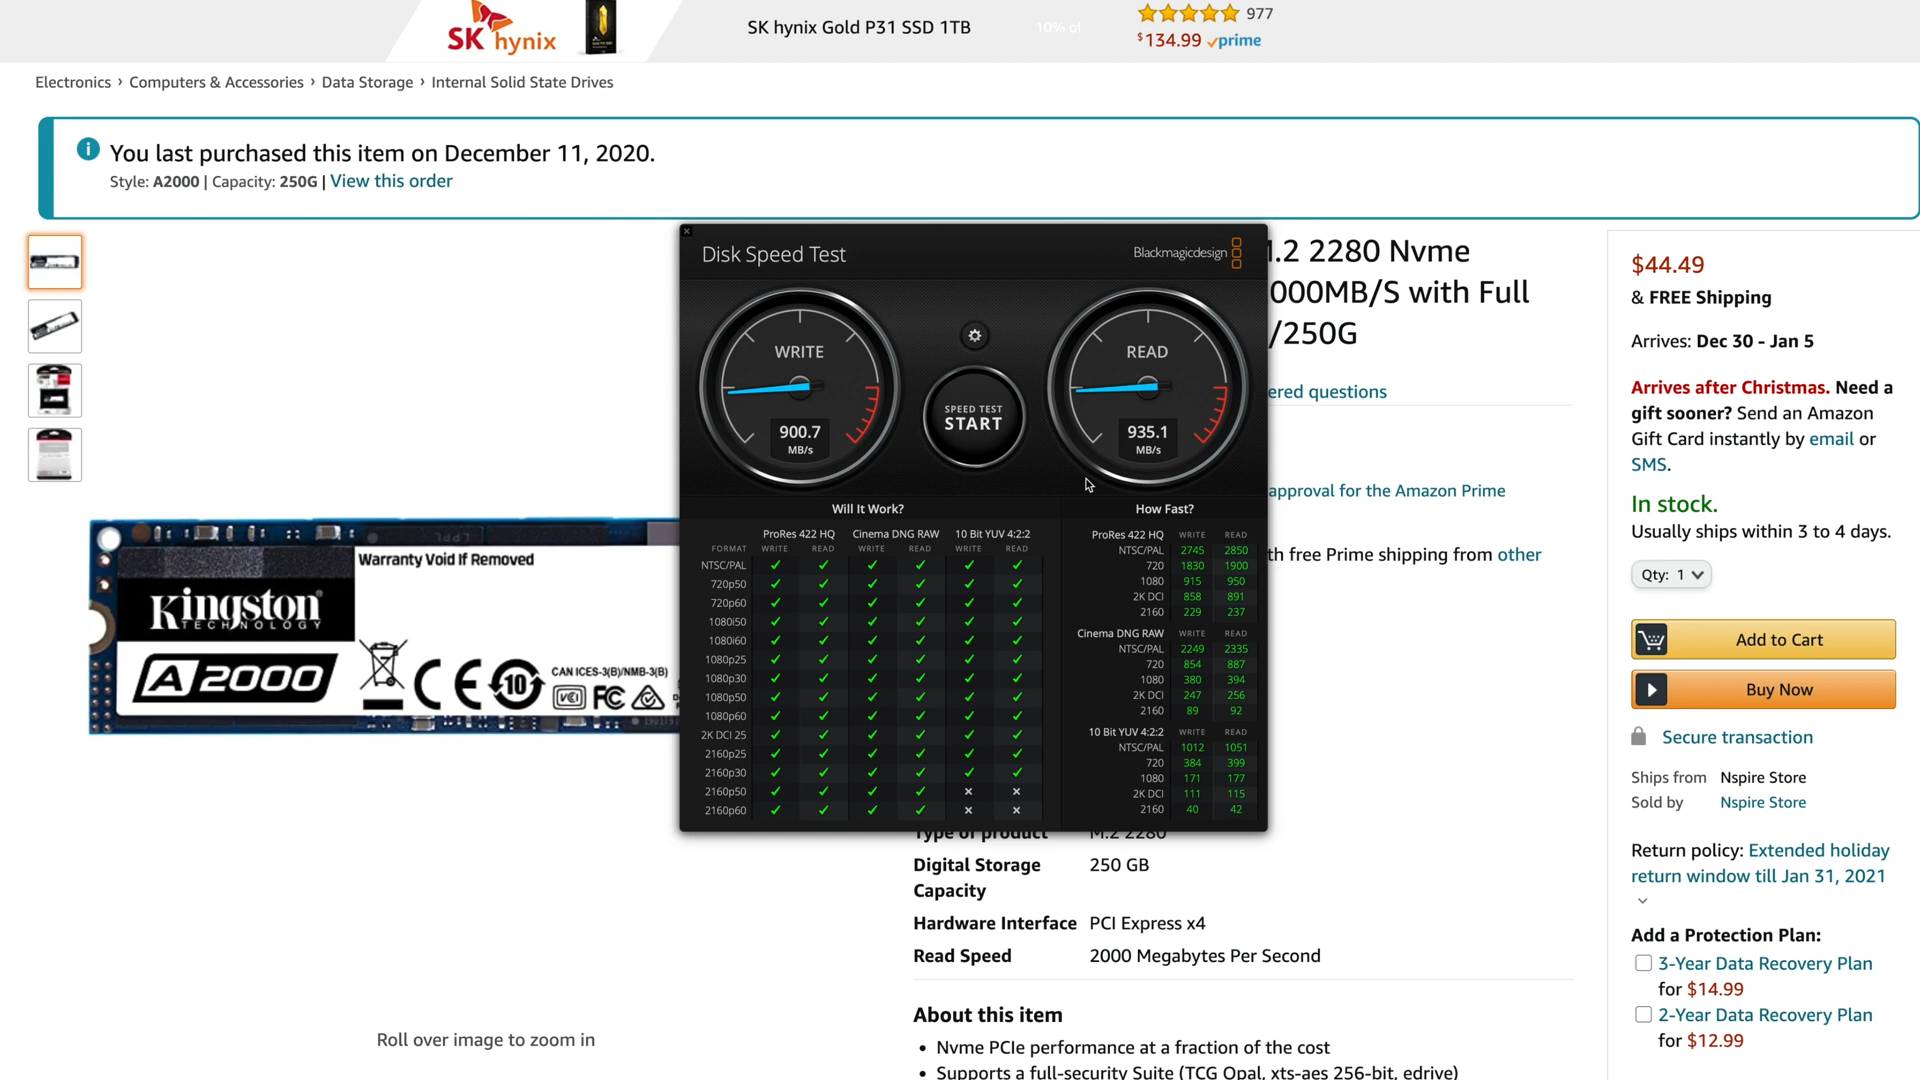 SK hynix
SK hynix Gold P31 SSD 1TB
10% of
977
$134.99 prime
Electronics › Computers & Accessories › Data Storage › Internal Solid State Drives
You last purchased this item on December 11, 2020.
Style: A2000 | Capacity: 250G | View this order
Disk Speed Test
Blackmagicdesign
WRITE
900.7
MB/s
SPEED TEST
START
READ
935.1
MB/s
Will It Work?
ProRes 422 HQ Cinema DNG RAW 10 Bit YUV 4:2:2
FORMAT WRITE READ WRITE READ WRITE READ
NTSC/PAL ✓ ✓ ✓ ✓ ✓ ✓
720p50 ✓ ✓ ✓ ✓ ✓ ✓
720p60 ✓ ✓ ✓ ✓ ✓ ✓
1080i50 ✓ ✓ ✓ ✓ ✓ ✓
1080i60 ✓ ✓ ✓ ✓ ✓ ✓
1080p25 ✓ ✓ ✓ ✓ ✓ ✓
1080p30 ✓ ✓ ✓ ✓ ✓ ✓
1080p50 ✓ ✓ ✓ ✓ ✓ ✓
1080p60 ✓ ✓ ✓ ✓ ✓ ✓
2K DCI 25 ✓ ✓ ✓ ✓ ✓ ✓
2160p25 ✓ ✓ ✓ ✓ ✓ ✓
2160p30 ✓ ✓ ✓ ✓ ✓ ✓
2160p50 ✓ ✓ ✓ ✓ × ×
2160p60 ✓ ✓ ✓ ✓ × ×
How Fast?
ProRes 422 HQ WRITE READ
NTSC/PAL 2745 2850
720 1830 1900
1080 915 950
2K DCI 858 891
2160 229 237
Cinema DNG RAW WRITE READ
NTSC/PAL 2249 2335
720 854 887
1080 380 394
2K DCI 247 256
2160 89 92
10 Bit YUV 4:2:2 WRITE READ
NTSC/PAL 1012 1051
720 384 399
1080 171 177
2K DCI 111 115
2160 40 42
Warranty Void If Removed
Kingston®
TECHNOLOGY
A2000
CE
10
CAN ICES-3(B)/NMB-3(B)
VCI FC
Roll over image to zoom in
.2 2280 Nvme
000MB/S with Full
/250G
ered questions
approval for the Amazon Prime
th free Prime shipping from other
Type of product M.2 2280
Digital Storage 250 GB
Capacity
Hardware Interface PCI Express x4
Read Speed 2000 Megabytes Per Second
About this item
• Nvme PCIe performance at a fraction of the cost
• Supports a full-security Suite (TCG Opal, xts-aes 256-bit, edrive)
$44.49
& FREE Shipping
Arrives: Dec 30 - Jan 5
Arrives after Christmas. Need a
gift sooner? Send an Amazon
Gift Card instantly by email or
SMS.
In stock.
Usually ships within 3 to 4 days.
Qty: 1
Add to Cart
Buy Now
Secure transaction
Ships from Nspire Store
Sold by Nspire Store
Return policy: Extended holiday
return window till Jan 31, 2021
Add a Protection Plan:
3-Year Data Recovery Plan
for $14.99
2-Year Data Recovery Plan
for $12.99